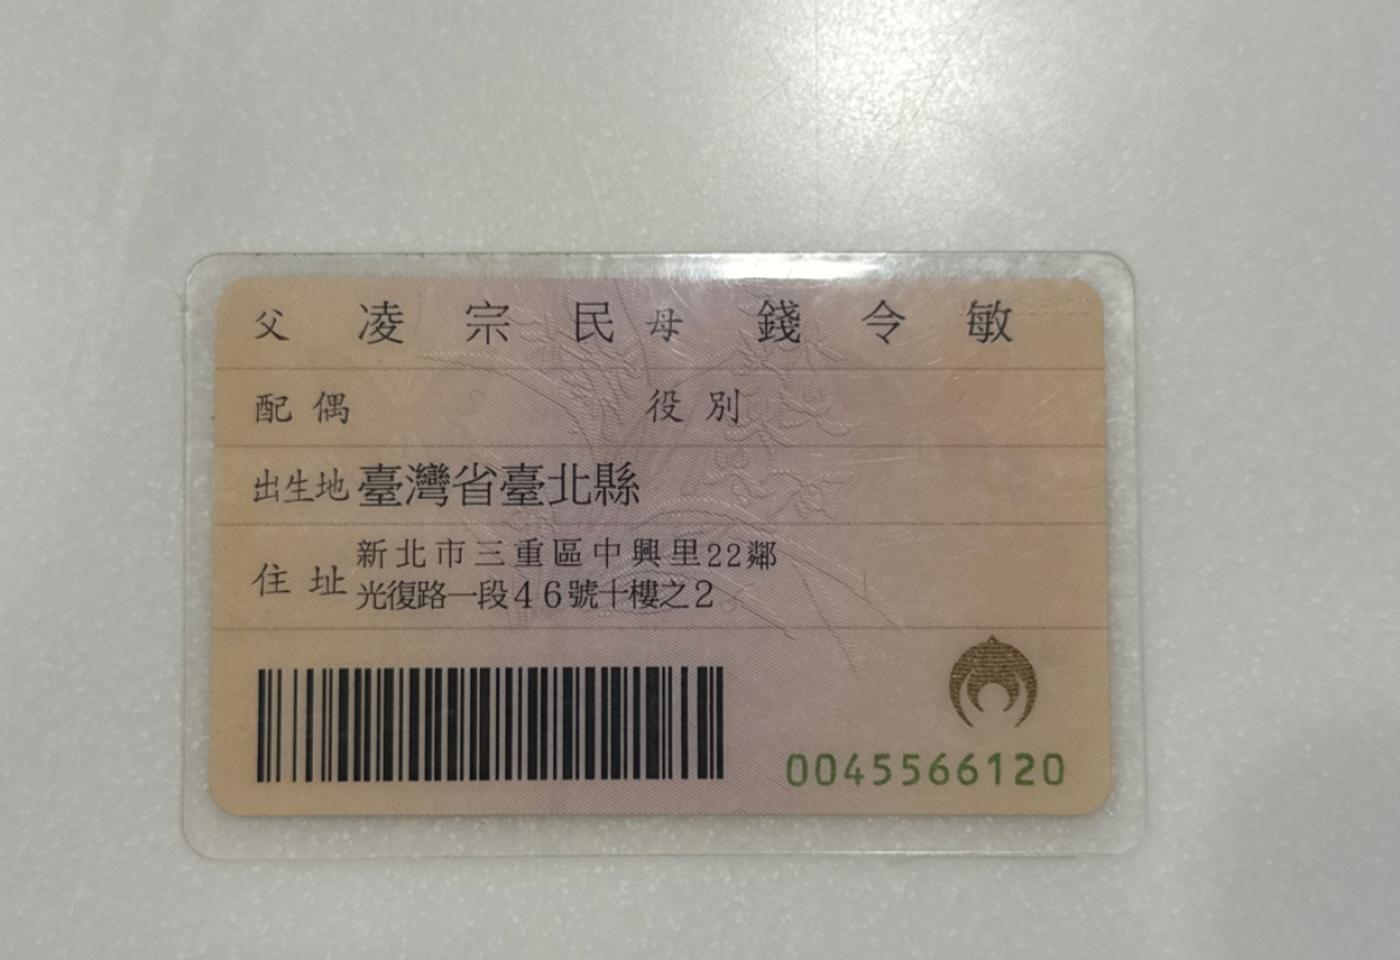 父 凌宗民 母 錢令敏
配偶 役別
出生地 臺灣省臺北縣
住址 新北市三重區中興里22鄰
光復路一段46號十樓之2
0045566120